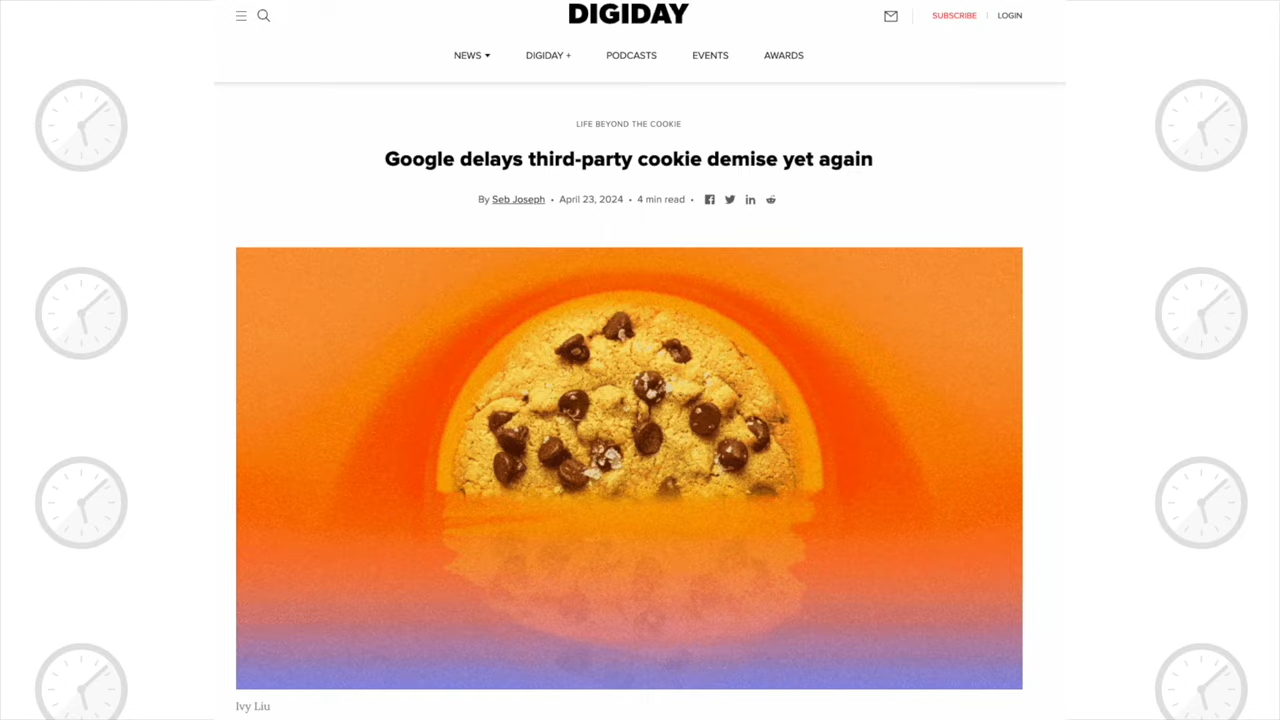 DIGIDAY
SUBSCRIBE | LOGIN
NEWS DIGIDAY + PODCASTS EVENTS AWARDS
LIFE BEYOND THE COOKIE
Google delays third-party cookie demise yet again
By Seb Joseph • April 23, 2024 • 4 min read •
Ivy Liu